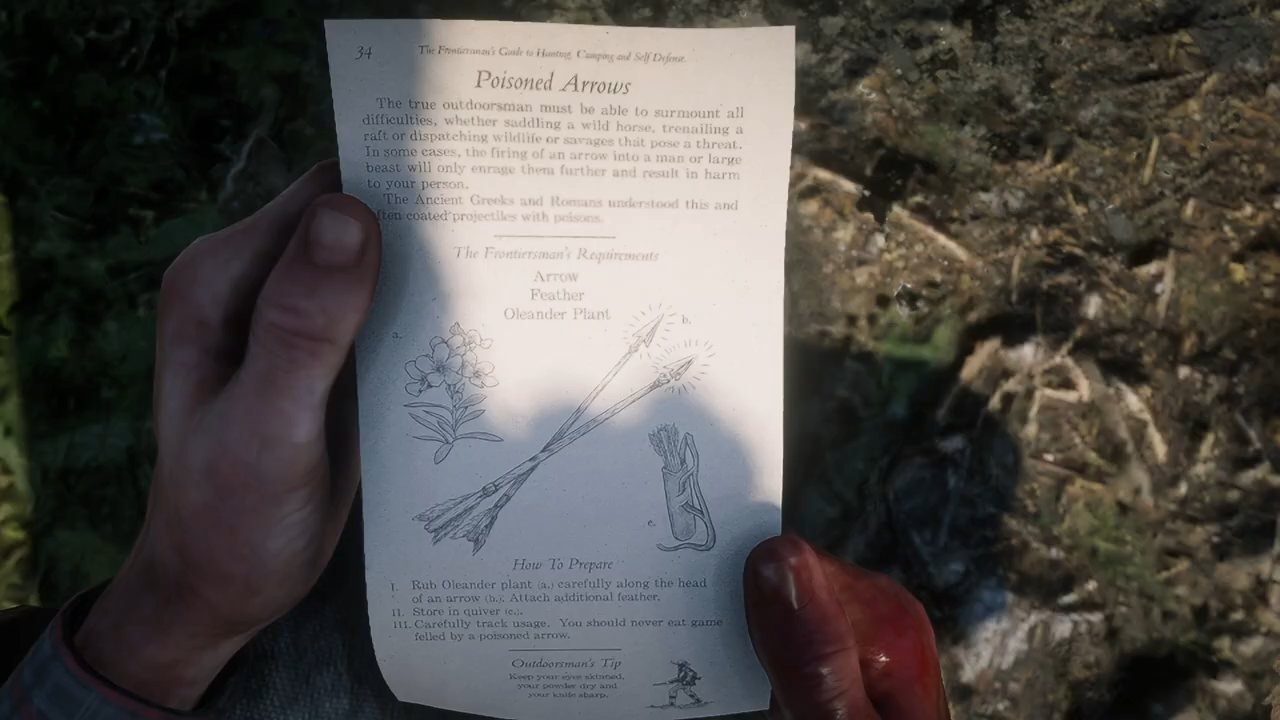 34
The Frontiersman's Guide to Hunting, Camping and Self Defense.
Poisoned Arrows
The true outdoorsman must be able to surmount all
difficulties, whether saddling a wild horse, trenailing a
raft or dispatching wildlife or savages that pose a threat.
In some cases, the firing of an arrow into a man or large
beast will only enrage them further and result in harm
to your person.
The Ancient Greeks and Romans understood this and
ften coated projectiles with poisons.
The Frontiersman's Requirements
Arrow
Feather
Oleander Plant
a.
b.
c.
How To Prepare
I. Rub Oleander plant (a.) carefully along the head
of an arrow (b.). Attach additional feather.
II. Store in quiver (c.).
III. Carefully track usage. You should never eat game
felled by a poisoned arrow.
Outdoorsman's Tip
Keep your eyes skinned,
your powder dry and
your knife sharp.